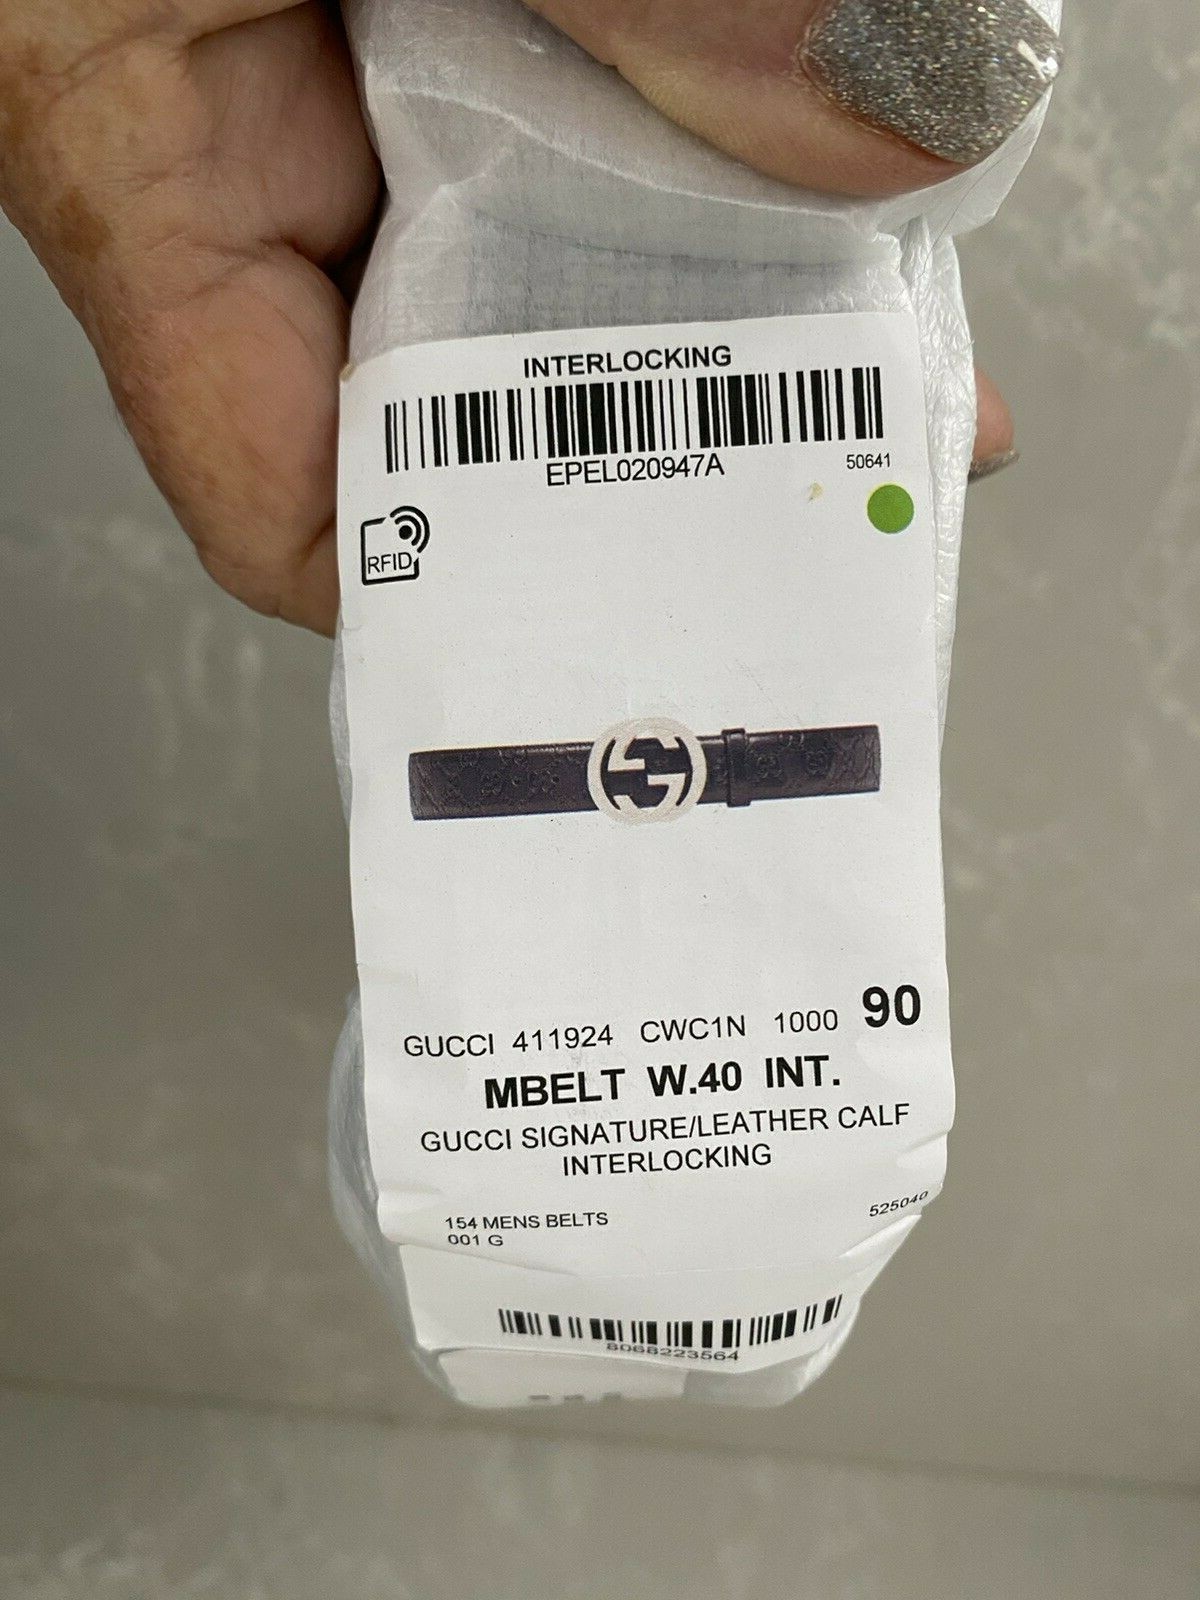 INTERLOCKING
EPEL020947A
50641
RFID
GUCCI 411924 CWC1N 1000 90
MBELT W.40 INT.
GUCCI SIGNATURE/LEATHER CALF
INTERLOCKING
154 MENS BELTS
525040
001 G
8068223564